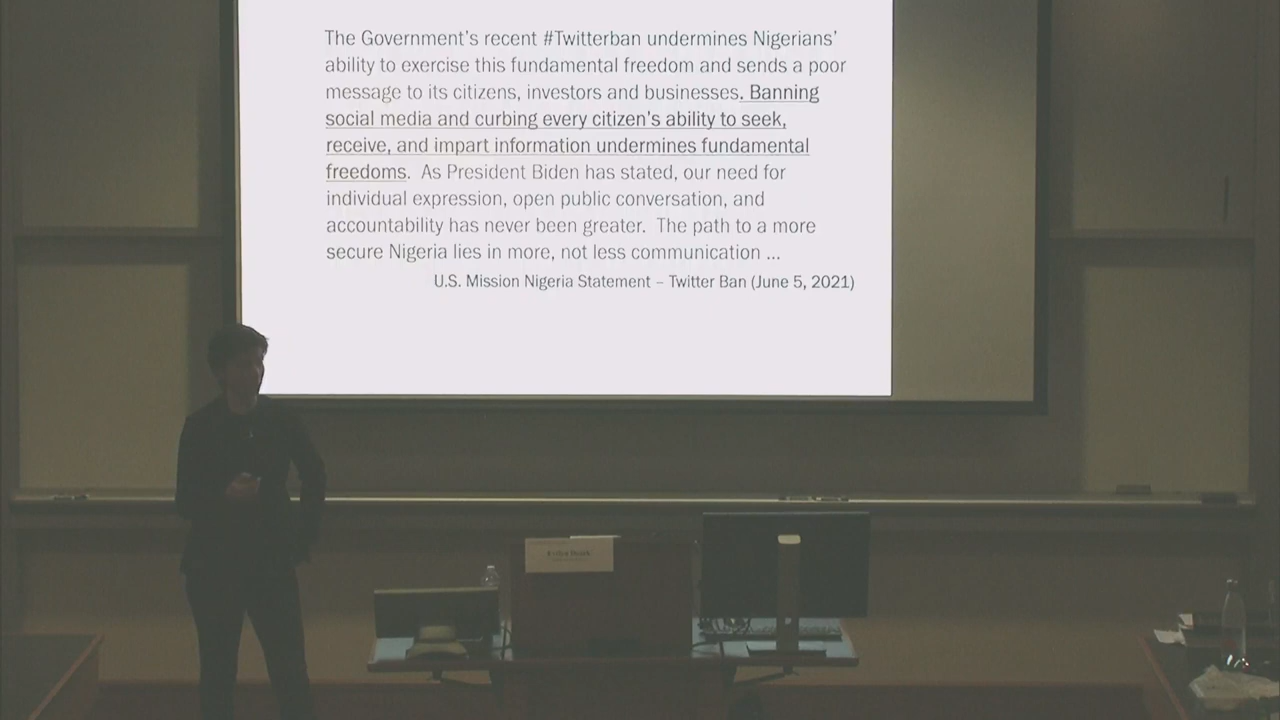 The Government's recent #Twitterban undermines Nigerians'
ability to exercise this fundamental freedom and sends a poor
message to its citizens, investors and businesses. Banning
social media and curbing every citizen's ability to seek,
receive, and impart information undermines fundamental
freedoms.  As President Biden has stated, our need for
individual expression, open public conversation, and
accountability has never been greater.  The path to a more
secure Nigeria lies in more, not less communication ...
U.S. Mission Nigeria Statement – Twitter Ban (June 5, 2021)